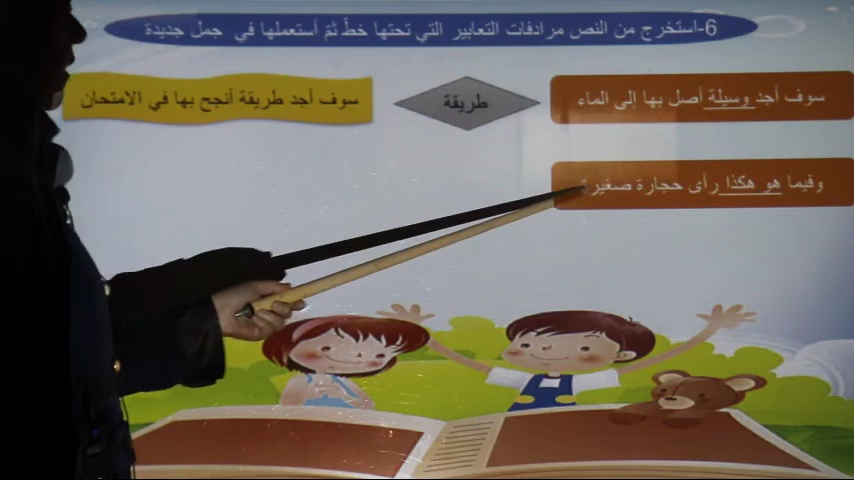 6-استخرج من النص مرادفات التعابير التي تحتها خطّ ثمّ أستعملها في جمل جديدة
سوف أجد وسيلة أصل بها إلى الماء
طريقة
سوف أجد طريقة أنجح بها في الامتحان
وفيما هو هكذا رأى حجارة صغيرة